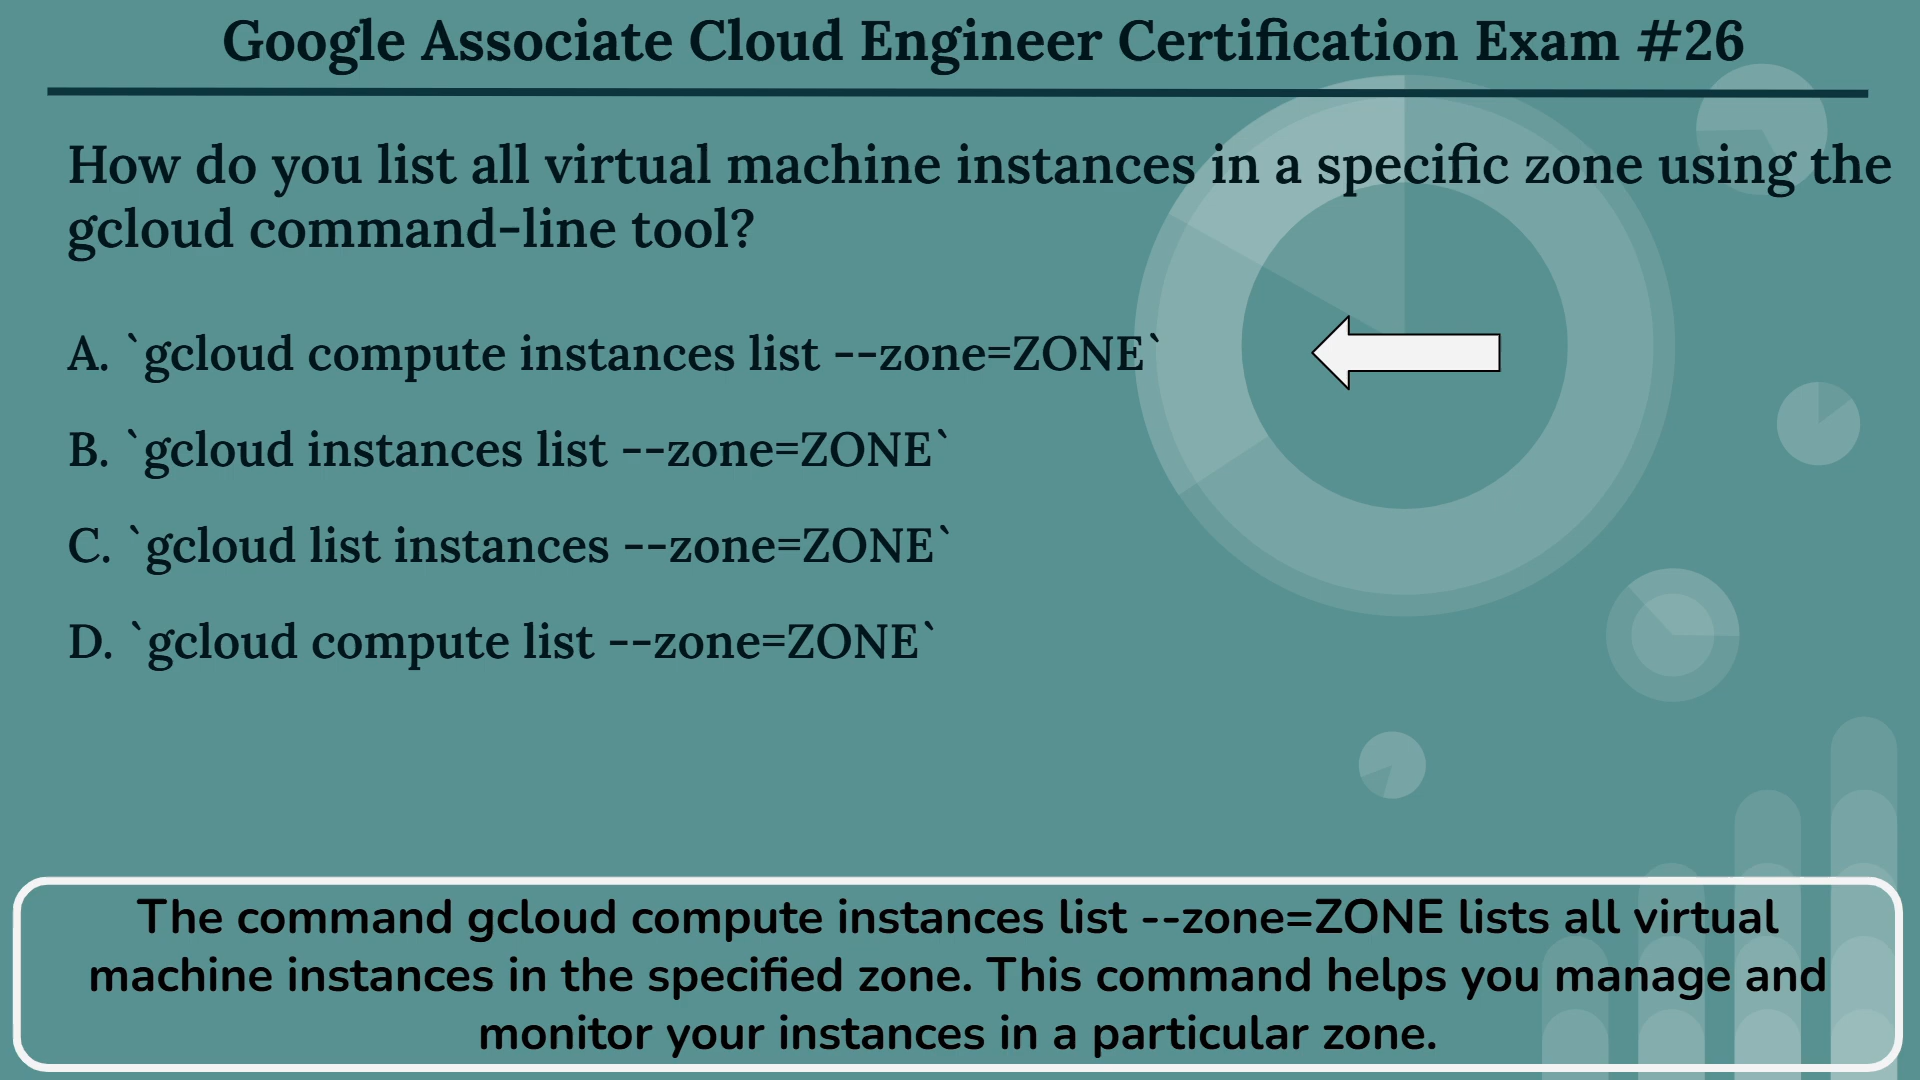 Google Associate Cloud Engineer Certification Exam #26
How do you list all virtual machine instances in a specific zone using the
gcloud command-line tool?
A. `gcloud compute instances list --zone=ZONE`
B. `gcloud instances list --zone=ZONE`
C. `gcloud list instances --zone=ZONE`
D. `gcloud compute list --zone=ZONE`
The command gcloud compute instances list --zone=ZONE lists all virtual
machine instances in the specified zone. This command helps you manage and
monitor your instances in a particular zone.